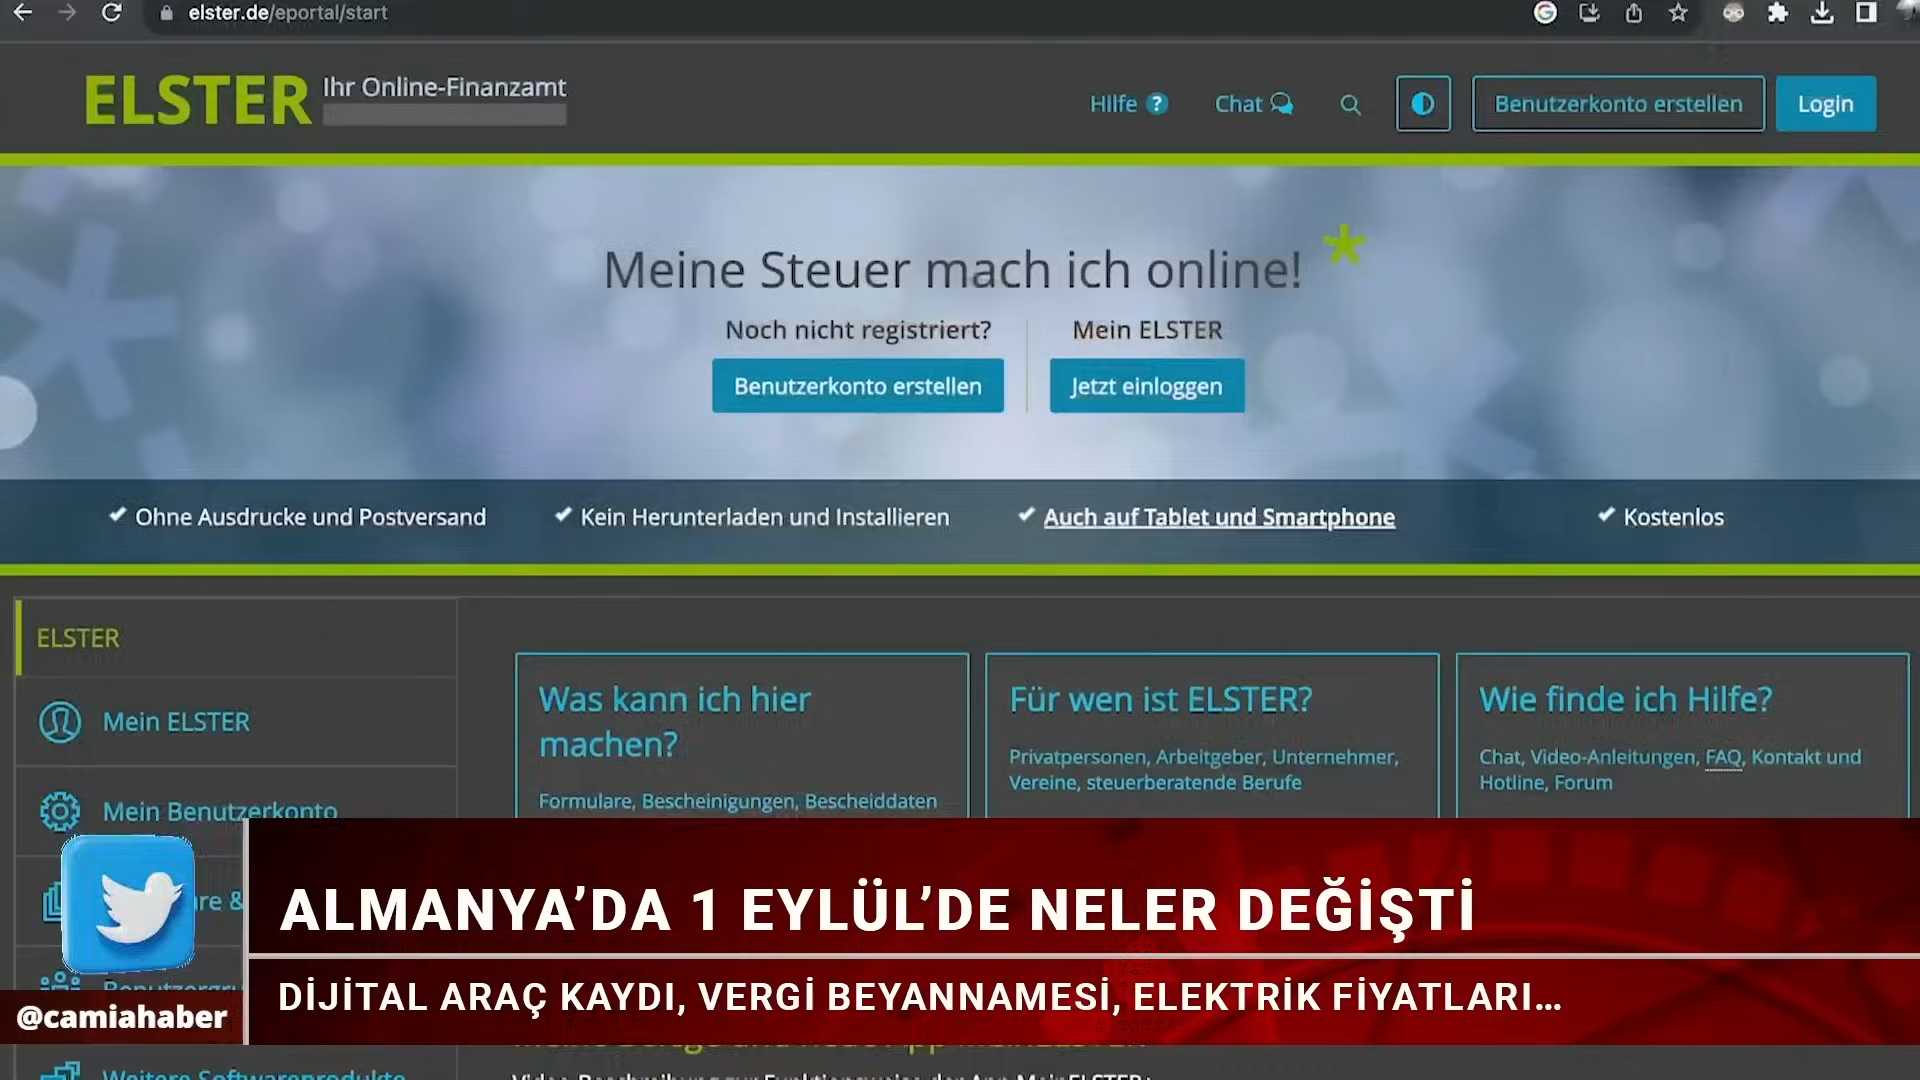 elster.de/eportal/start
ELSTER Ihr Online-Finanzamt
Hilfe ?
Chat
Benutzerkonto erstellen
Login
Meine Steuer mach ich online!
Noch nicht registriert?
Benutzerkonto erstellen
Mein ELSTER
Jetzt einloggen
Ohne Ausdrucke und Postversand
Kein Herunterladen und Installieren
Auch auf Tablet und Smartphone
Kostenlos
ELSTER
Mein ELSTER
Mein Benutzerkonto
Was kann ich hier
machen?
Formulare, Bescheinigungen, Bescheiddaten
Für wen ist ELSTER?
Privatpersonen, Arbeitgeber, Unternehmer,
Vereine, steuerberatende Berufe
Wie finde ich Hilfe?
Chat, Video-Anleitungen, FAQ, Kontakt und
Hotline, Forum
ALMANYA’DA 1 EYLÜL’DE NELER DEĞİŞTİ
DİJİTAL ARAÇ KAYDI, VERGİ BEYANNAMESİ, ELEKTRİK FİYATLARI...
@camiahaber
Weitere Softwareprodukte